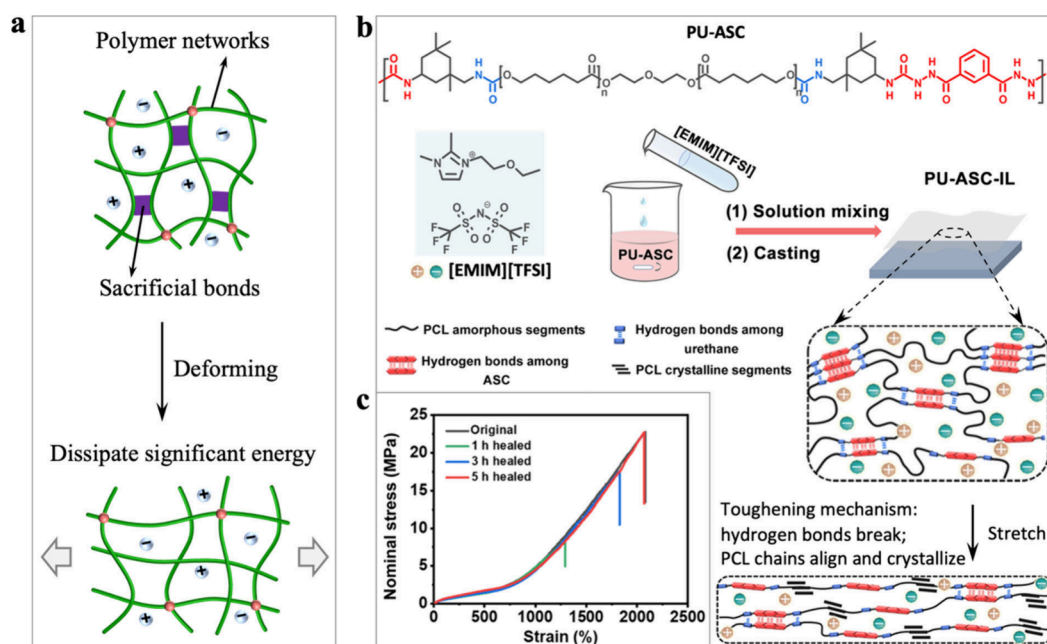 a
Polymer networks
Sacrificial bonds
Deforming
Dissipate significant energy
b
PU-ASC
[EMIM][TFSI]
[EMIM][TFSI]
PU-ASC
(1) Solution mixing
(2) Casting
PU-ASC-IL
PCL amorphous segments
Hydrogen bonds among
urethane
Hydrogen bonds among
ASC
PCL crystalline segments
Toughening mechanism:
hydrogen bonds break;
PCL chains align and crystallize
Stretch
c
Nominal stress (MPa)
25
20
15
10
5
0
Original
1 h healed
3 h healed
5 h healed
0 500 1000 1500 2000 2500
Strain (%)